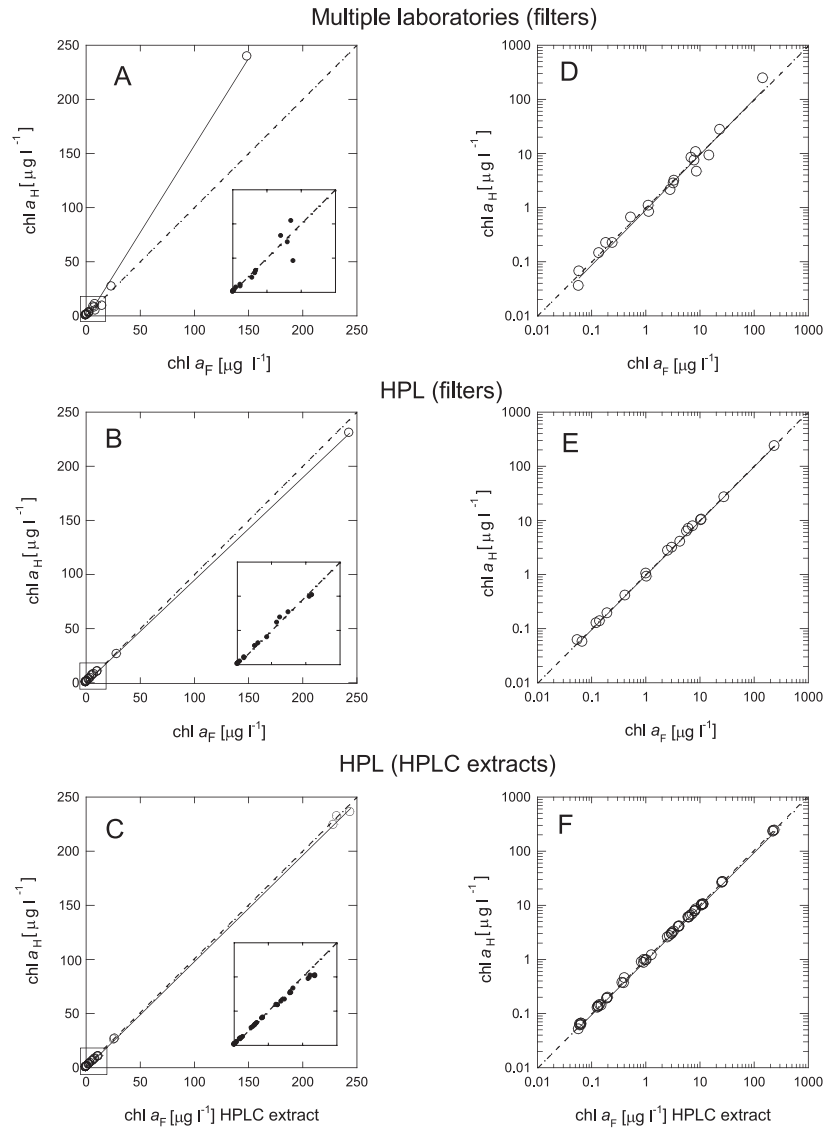 Multiple laboratories (filters)
A
250
200
150
100
50
0
chl aH [µg l-1]
0 50 100 150 200 250
chl aF [µg l-1]
D
1000
100
10
1
0.1
0.01
chl aH [µg l-1]
0.01 0.1 1 10 100 1000
chl aF [µg l-1]
HPL (filters)
B
250
200
150
100
50
0
chl aH [µg l-1]
0 50 100 150 200 250
chl aF [µg l-1]
E
1000
100
10
1
0.1
0.01
chl aH [µg l-1]
0.01 0.1 1 10 100 1000
chl aF [µg l-1]
HPL (HPLC extracts)
C
250
200
150
100
50
0
chl aH [µg l-1]
0 50 100 150 200 250
chl aF [µg l-1] HPLC extract
F
1000
100
10
1
0.1
0.01
chl aH [µg l-1]
0.01 0.1 1 10 100 1000
chl aF [µg l-1] HPLC extract